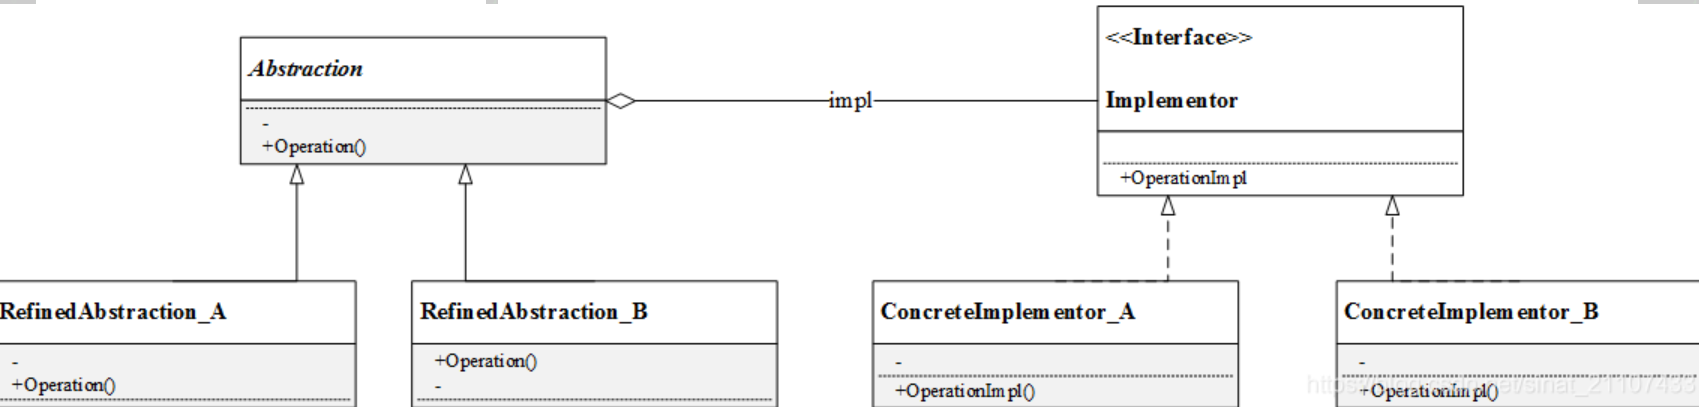 Abstraction
-
+Operation()
impl
<<Interface>>
Implementor
+OperationImpl
RefinedAbstraction_A
-
+Operation()
RefinedAbstraction_B
+Operation()
-
ConcreteImplementor_A
-
+OperationImpl()
ConcreteImplementor_B
-
+OperationImpl()
https://blog.csdn.net/sinat_21107433